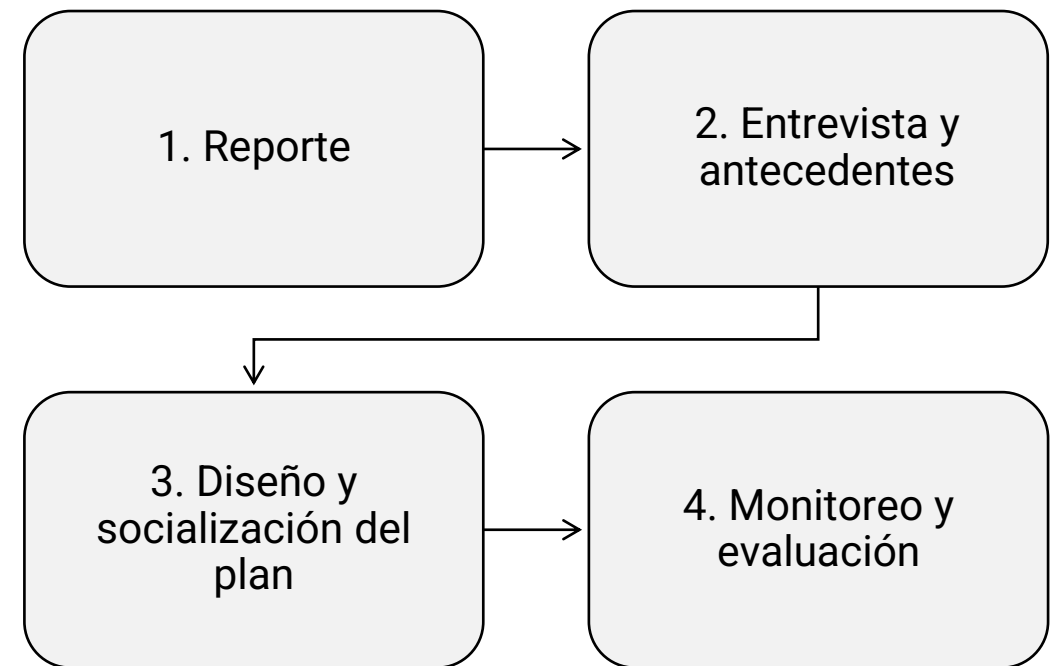 1. Reporte
2. Entrevista y
antecedentes
3. Diseño y
socialización del
plan
4. Monitoreo y
evaluación